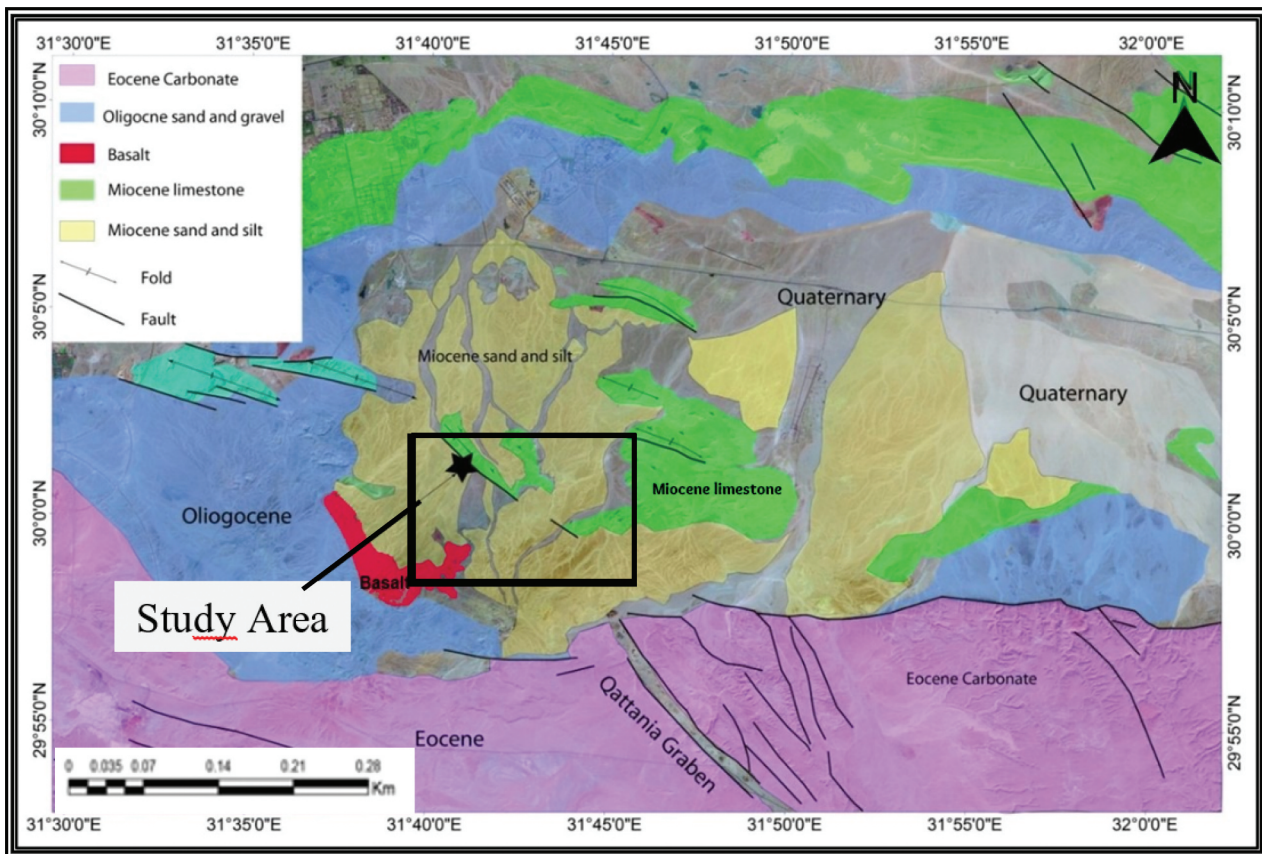 31°30'0"E 31°35'0"E 31°40'0"E 31°45'0"E 31°50'0"E 31°55'0"E 32°0'0"E
30°10'0"N
30°5'0"N
30°0'0"N
29°55'0"N
Eocene Carbonate
Oligocne sand and gravel
Basalt
Miocene limestone
Miocene sand and silt
Fold
Fault
N
30°10'0"N
30°5'0"N
30°0'0"N
29°55'0"N
Quaternary
Miocene sand and silt
Quaternary
Miocene limestone
Oliogocene
Basalt
Study Area
Eocene Carbonate
Qattania Graben
Eocene
0 0.035 0.07 0.14 0.21 0.28
Km
31°30'0"E 31°35'0"E 31°40'0"E 31°45'0"E 31°50'0"E 31°55'0"E 32°0'0"E